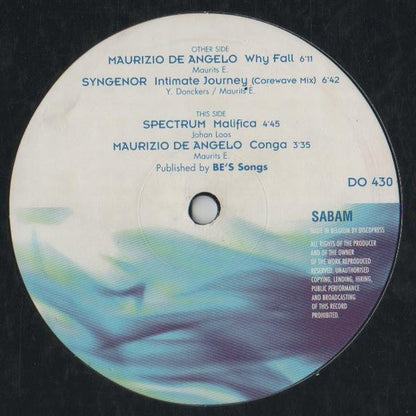 OTHER SIDE
MAURIZIO DE ANGELO Why Fall 6'11
Maurits E.
SYNGENOR Intimate Journey (Corewave Mix) 6'42
Y. Donckers / Maurits E.
THIS SIDE
SPECTRUM Malifica 4'45
Johan Loos
MAURIZIO DE ANGELO Conga 3'35
Maurits E.
Published by BE'S Songs
DO 430
SABAM
MADE IN BELGIUM BY DISCOPRESS
ALL RIGHTS OF THE PRODUCER
AND OF THE OWNER
OF THE WORK REPRODUCED
RESERVED. UNAUTHORISED
COPYING, LENDING, HIRING,
PUBLIC PERFORMANCE
AND BROADCASTING
OF THIS RECORD
PROHIBITED.